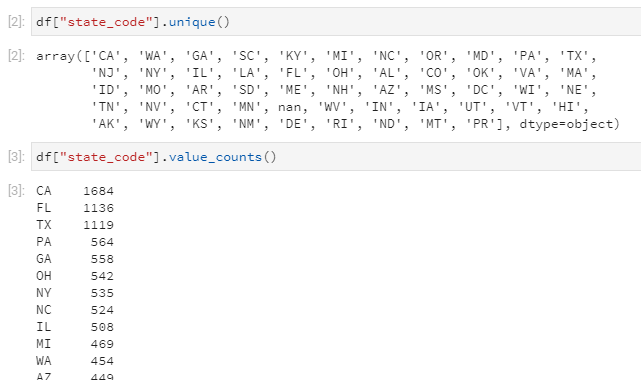 [2]: df["state_code"].unique()
[2]: array(['CA', 'WA', 'GA', 'SC', 'KY', 'MI', 'NC', 'OR', 'MD', 'PA', 'TX',
'NJ', 'NY', 'IL', 'LA', 'FL', 'OH', 'AL', 'CO', 'OK', 'VA', 'MA',
'ID', 'MO', 'AR', 'SD', 'ME', 'NH', 'AZ', 'MS', 'DC', 'WI', 'NE',
'TN', 'NV', 'CT', 'MN', nan, 'WV', 'IN', 'IA', 'UT', 'VT', 'HI',
'AK', 'WY', 'KS', 'NM', 'DE', 'RI', 'ND', 'MT', 'PR'], dtype=object)
[3]: df["state_code"].value_counts()
[3]: CA 1684
FL 1136
TX 1119
PA 564
GA 558
OH 542
NY 535
NC 524
IL 508
MI 469
WA 454
AZ 449